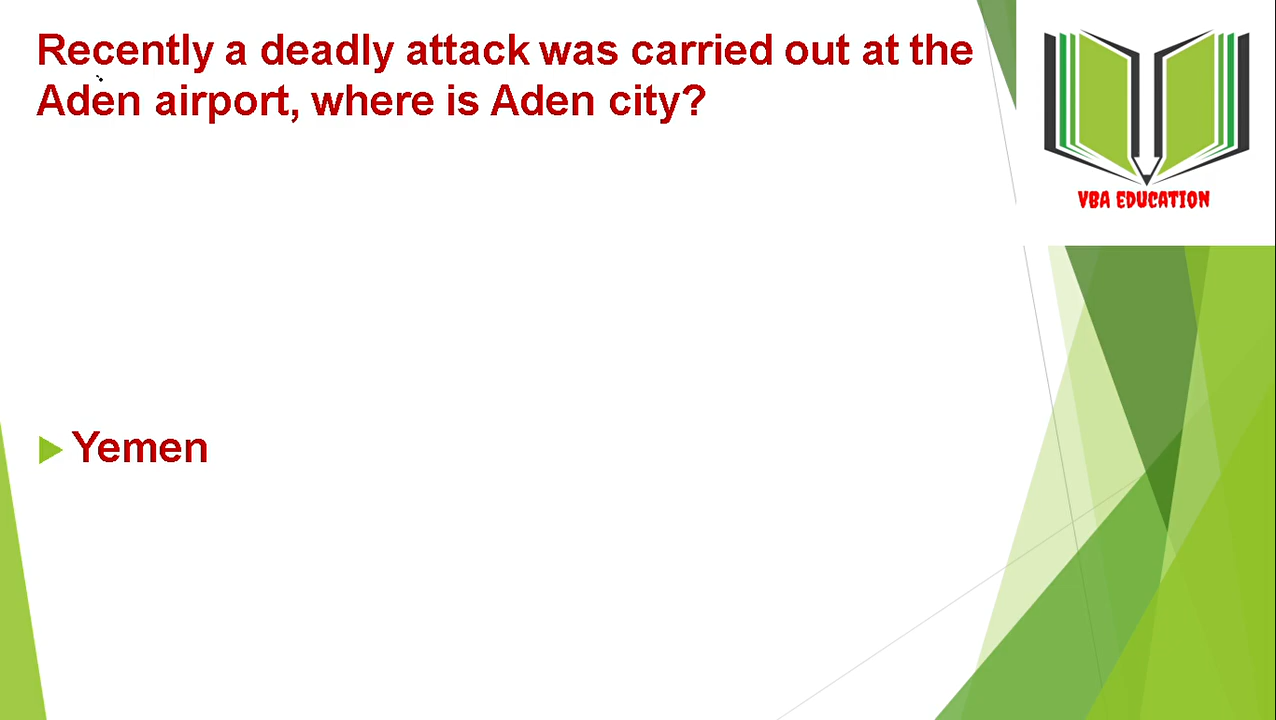 Recently a deadly attack was carried out at the
Aden airport, where is Aden city?
VBA EDUCATION
Yemen